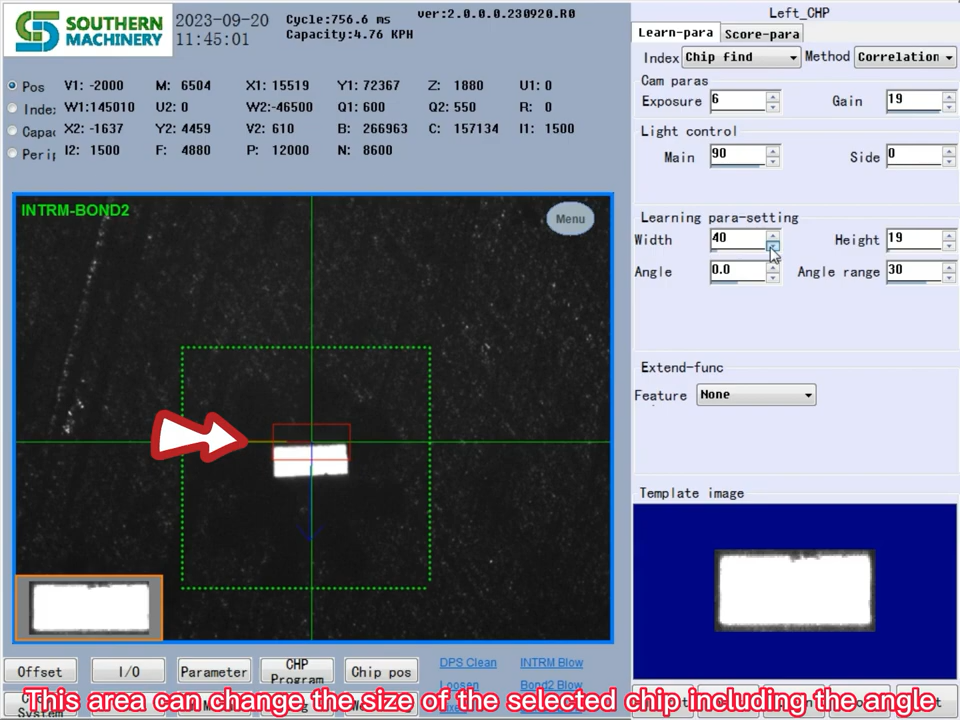 SOUTHERN
MACHINERY
2023-09-20
11:45:01
Cycle:756.6 ms
Capacity:4.76 KPH
ver:2.0.0.0.230920.R0
Pos V1: -2000 M: 6504 X1: 15519 Y1: 72367 Z: 1880 U1: 0
Inde: W1:145010 U2: 0 W2:-46500 Q1: 600 Q2: 550 R: 0
Capac X2: -1637 Y2: 4459 V2: 610 B: 266963 C: 157134 I1: 1500
Perip I2: 1500 F: 4880 P: 12000 N: 8600
INTRM-BOND2
Menu
Offset I/O Parameter CHP Program Chip pos
DPS Clean INTRM Blow
Loosen Bond2 Blow
System
Left_CHP
Learn-para Score-para
Index Chip find Method Correlation
Cam paras
Exposure 6 Gain 19
Light control
Main 90 Side 0
Learning para-setting
Width 40 Height 19
Angle 0.0 Angle range 30
Extend-func
Feature None
Template image
This area can change the size of the selected chip including the angle